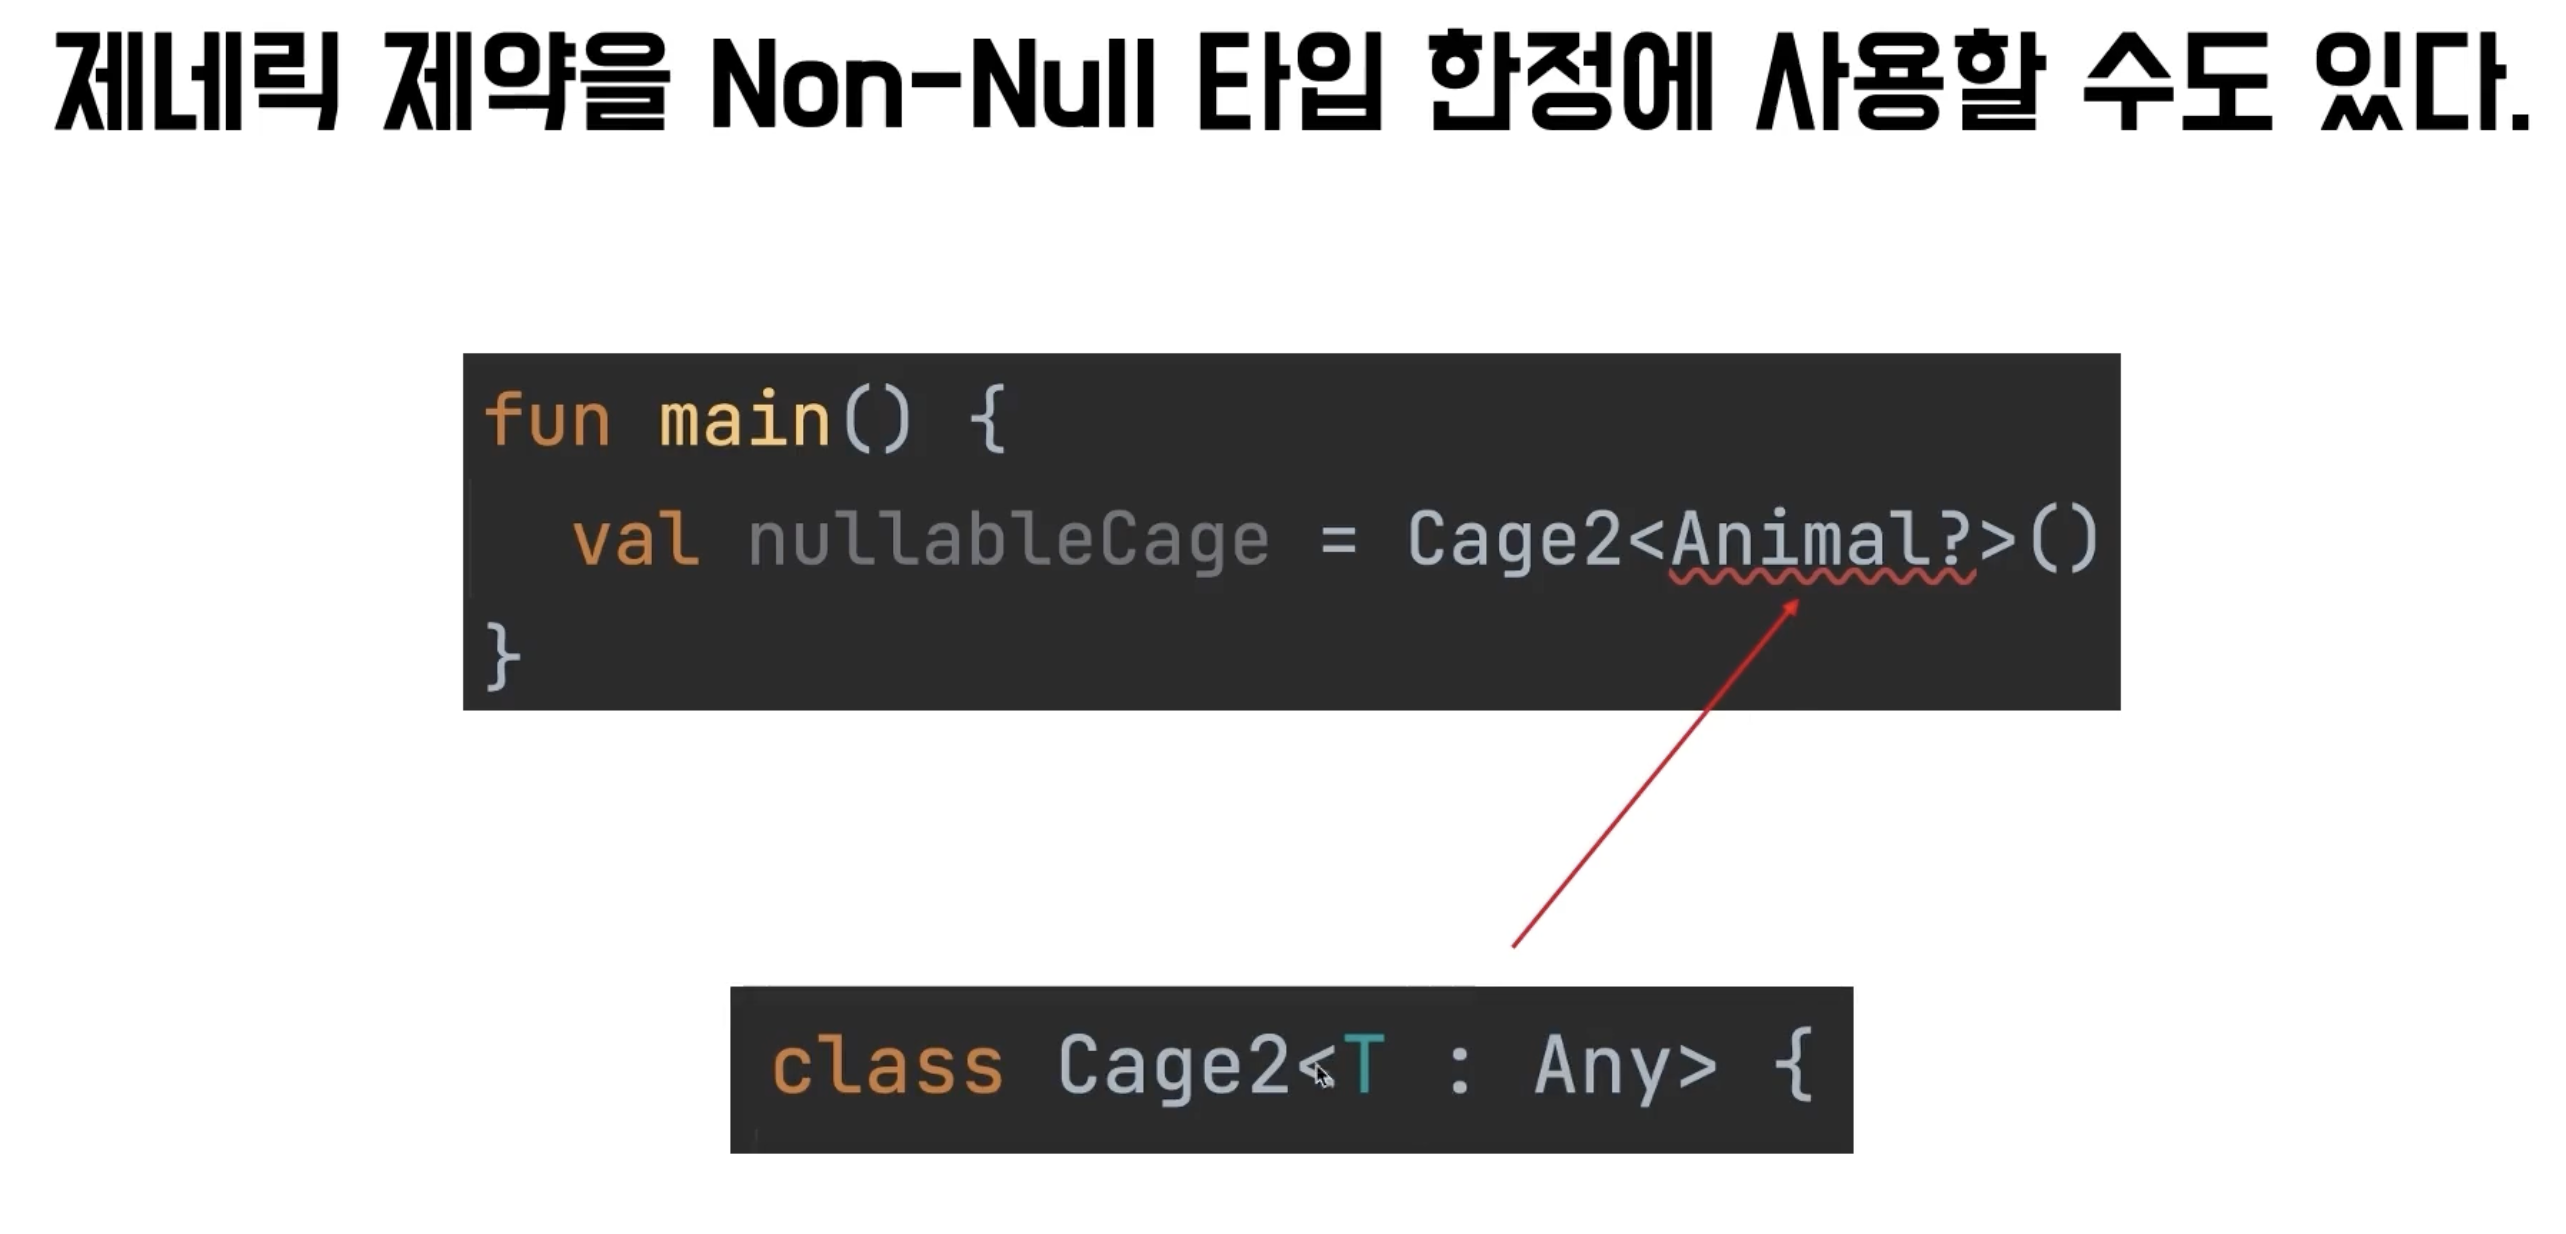 제네릭 제약을 Non-Null 타입 한정에 사용할 수도 있다.
fun main() {
val nullableCage = Cage2<Animal?>()
}
class Cage2<T : Any> {